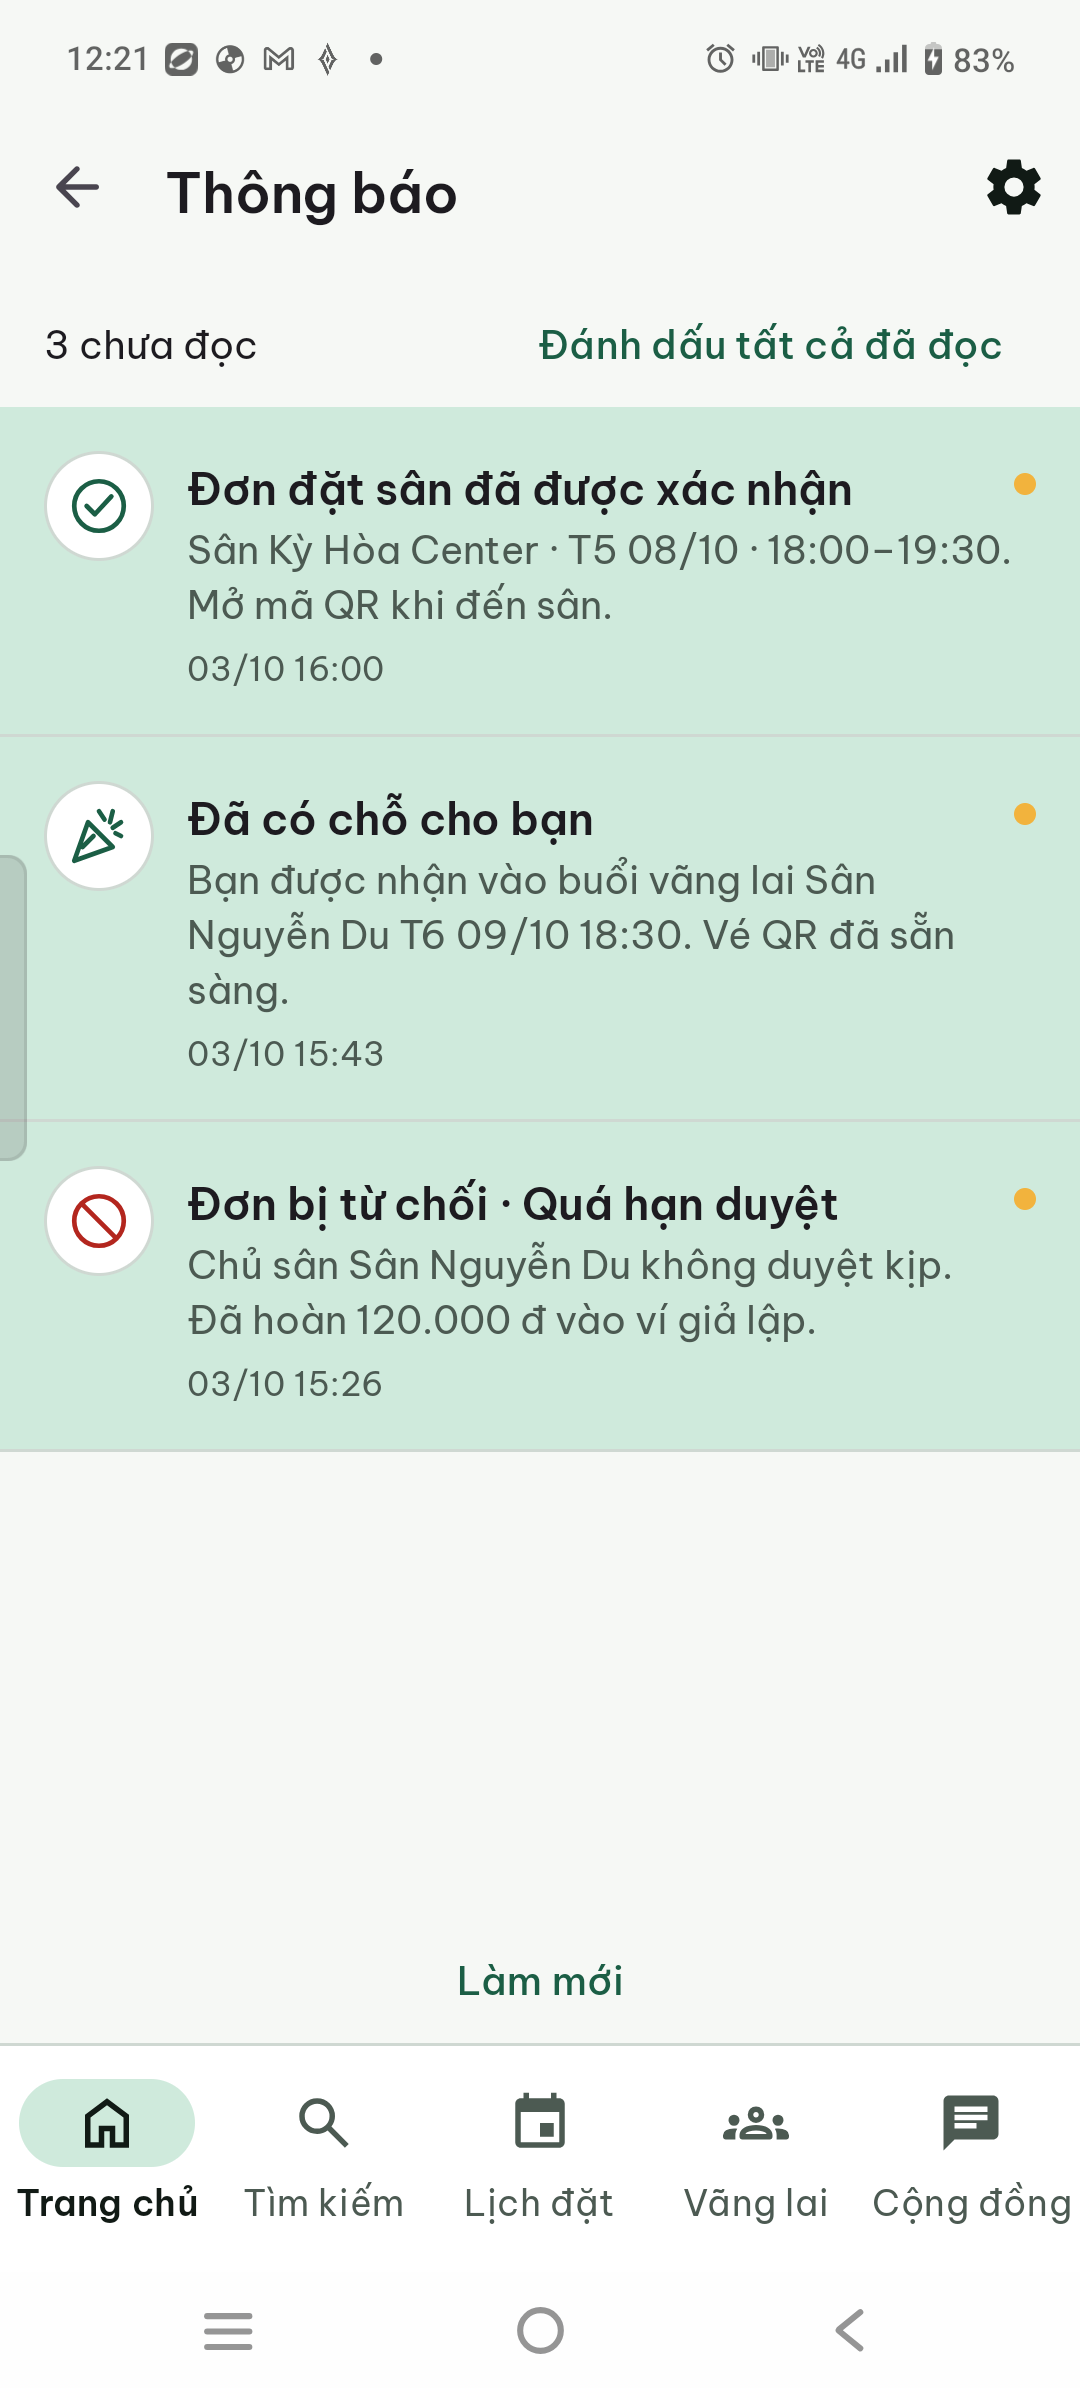 12:21
VoLTE 4G 83%
Thông báo
3 chưa đọc
Đánh dấu tất cả đã đọc
Đơn đặt sân đã được xác nhận
Sân Kỳ Hòa Center · T5 08/10 · 18:00–19:30.
Mở mã QR khi đến sân.
03/10 16:00
Đã có chỗ cho bạn
Bạn được nhận vào buổi vãng lai Sân
Nguyễn Du T6 09/10 18:30. Vé QR đã sẵn
sàng.
03/10 15:43
Đơn bị từ chối · Quá hạn duyệt
Chủ sân Sân Nguyễn Du không duyệt kịp.
Đã hoàn 120.000 đ vào ví giả lập.
03/10 15:26
Làm mới
Trang chủ
Tìm kiếm
Lịch đặt
Vãng lai
Cộng đồng